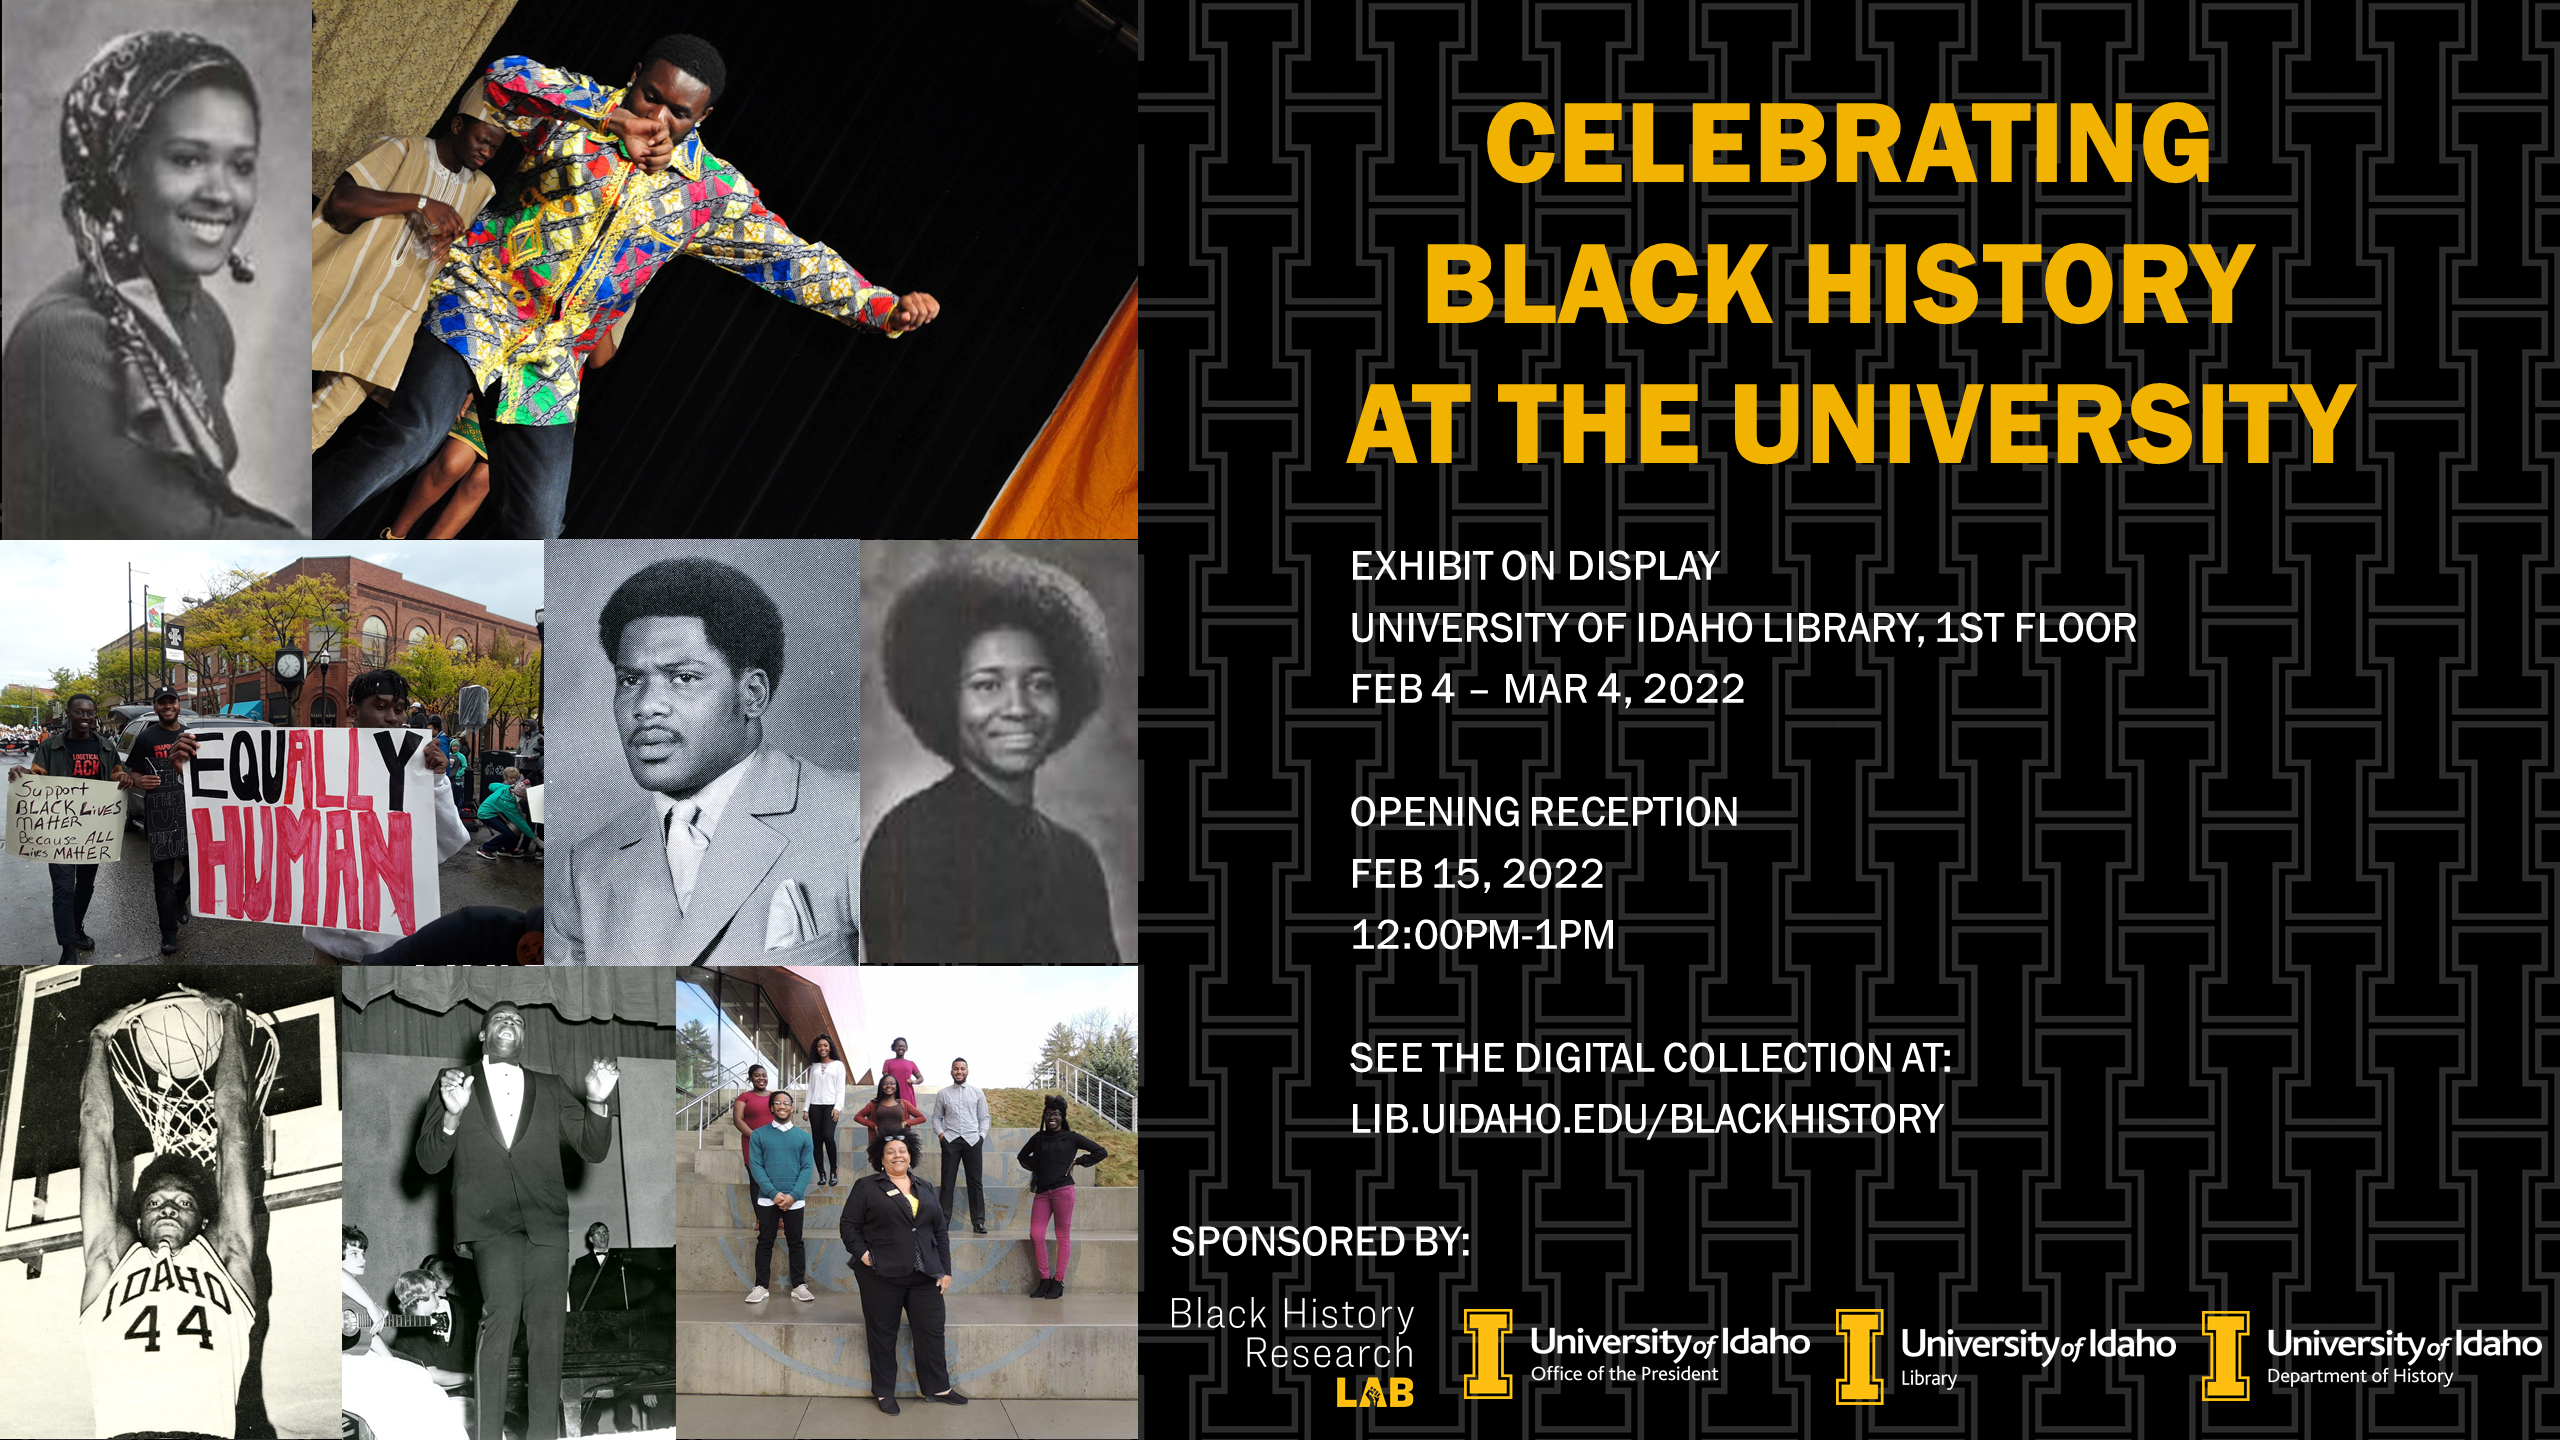 CELEBRATING
BLACK HISTORY
AT THE UNIVERSITY
EXHIBIT ON DISPLAY
UNIVERSITY OF IDAHO LIBRARY, 1ST FLOOR
FEB 4 – MAR 4, 2022
OPENING RECEPTION
FEB 15, 2022
12:00PM-1PM
SEE THE DIGITAL COLLECTION AT:
LIB.UIDAHO.EDU/BLACKHISTORY
SPONSORED BY:
Black History
Research
LAB
University of Idaho
Office of the President
University of Idaho
Library
University of Idaho
Department of History
Support
BLACK Lives
MATTER
Because ALL
Lives MATTER
EQUALLY
HUMAN
IDAHO
44